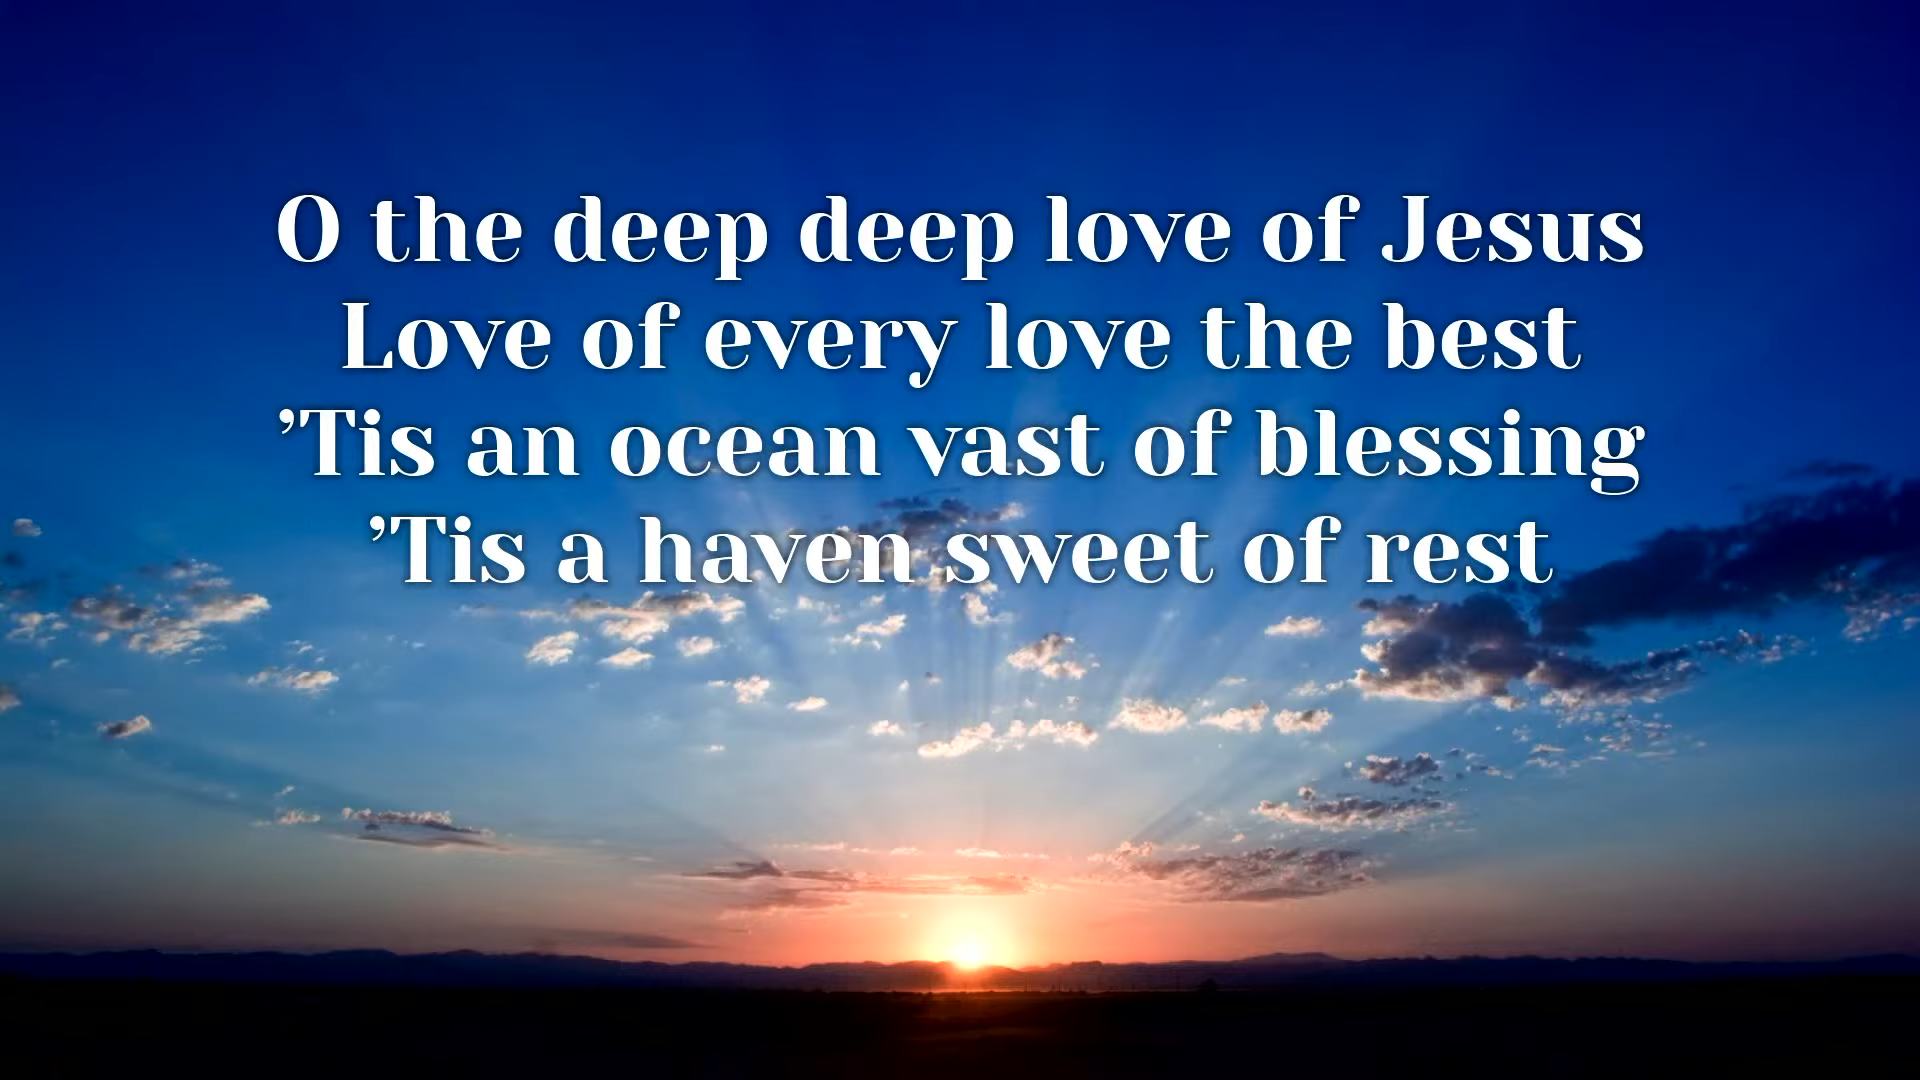 O the deep deep love of Jesus
Love of every love the best
’Tis an ocean vast of blessing
’Tis a haven sweet of rest